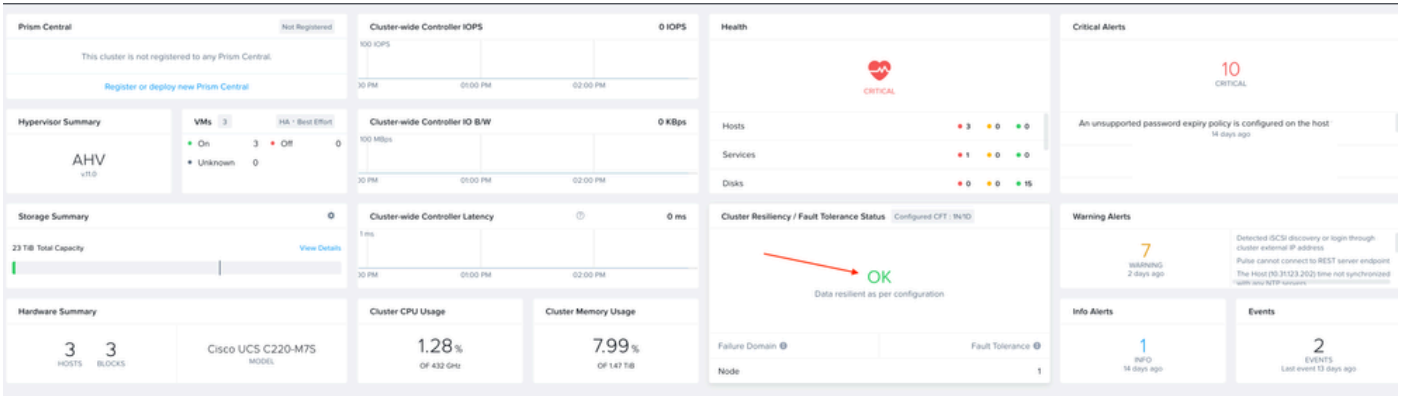 Prism Central
Not Registered
This cluster is not registered to any Prism Central.
Register or deploy new Prism Central
Hypervisor Summary
AHV
v.11.0
VMs 3
HA - Best Effort
On 3
Off 0
Unknown 0
Storage Summary
23 TiB Total Capacity
View Details
Hardware Summary
3
HOSTS
3
BLOCKS
Cisco UCS C220-M7S
MODEL
Cluster-wide Controller IOPS
0 IOPS
100 IOPS
00 PM
01:00 PM
02:00 PM
Cluster-wide Controller IO B/W
0 KBps
100 MBps
00 PM
01:00 PM
02:00 PM
Cluster-wide Controller Latency
0 ms
1 ms
00 PM
01:00 PM
02:00 PM
Cluster CPU Usage
1.28 %
OF 432 GHz
Cluster Memory Usage
7.99 %
OF 1.47 TiB
Health
CRITICAL
Hosts 3 0 0
Services 1 0 0
Disks 0 0 15
Cluster Resiliency / Fault Tolerance Status
Configured CFT : 1N/1D
OK
Data resilient as per configuration
Failure Domain
Fault Tolerance
Node 1
Critical Alerts
10
CRITICAL
An unsupported password expiry policy is configured on the host
14 days ago
Warning Alerts
7
WARNING
2 days ago
Detected iSCSI discovery or login through
cluster external IP address
Pulse cannot connect to REST server endpoint
The Host (10.31.123.202) time not synchronized
with any NTP servers
Info Alerts
1
INFO
14 days ago
Events
2
EVENTS
Last event 13 days ago